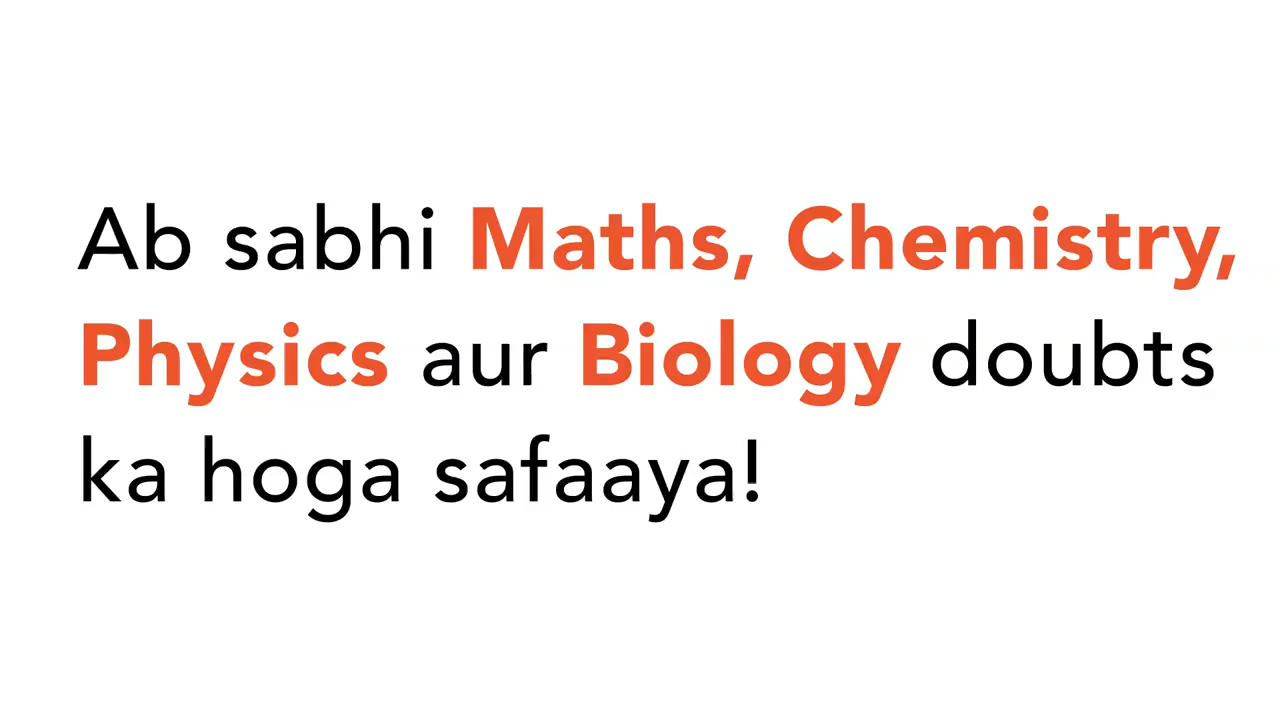 Ab sabhi Maths, Chemistry,
Physics aur Biology doubts
ka hoga safaaya!